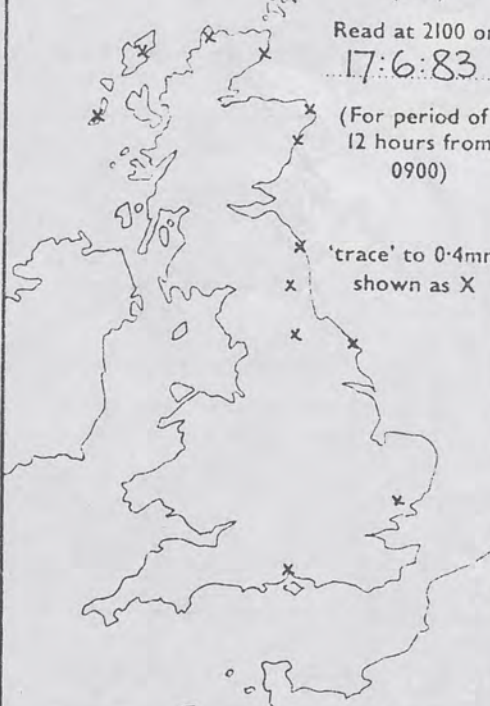 Read at 2100 on
17:6:83
(For period of
12 hours from
0900)
'trace' to 0·4mm
shown as X